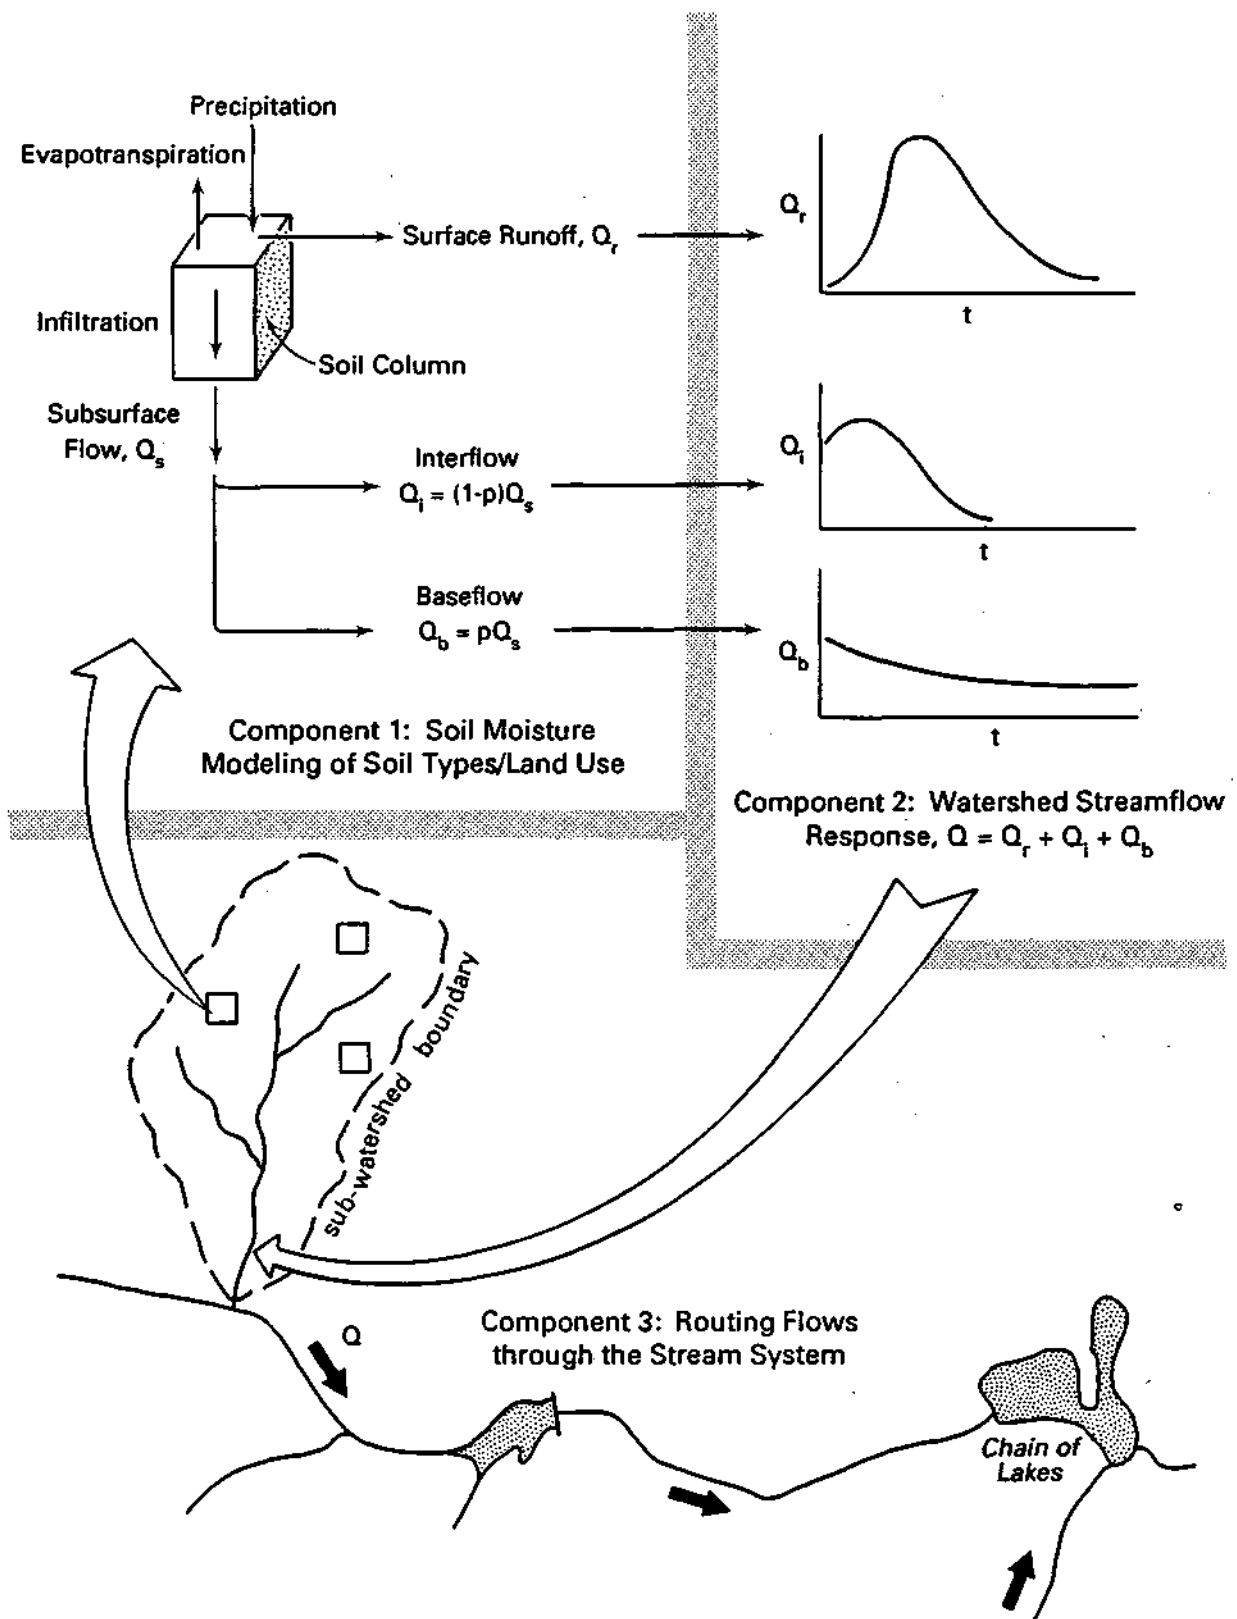 Precipitation
Evapotranspiration
Surface Runoff, Qr
Infiltration
Soil Column
Subsurface
Flow, Qs
Interflow
Qi = (1-p)Qs
Baseflow
Qb = pQs
Component 1: Soil Moisture
Modeling of Soil Types/Land Use
Qr
t
Qi
t
Qb
t
Component 2: Watershed Streamflow
Response, Q = Qr + Qi + Qb
sub-watershed boundary
Q
Component 3: Routing Flows
through the Stream System
Chain of
Lakes